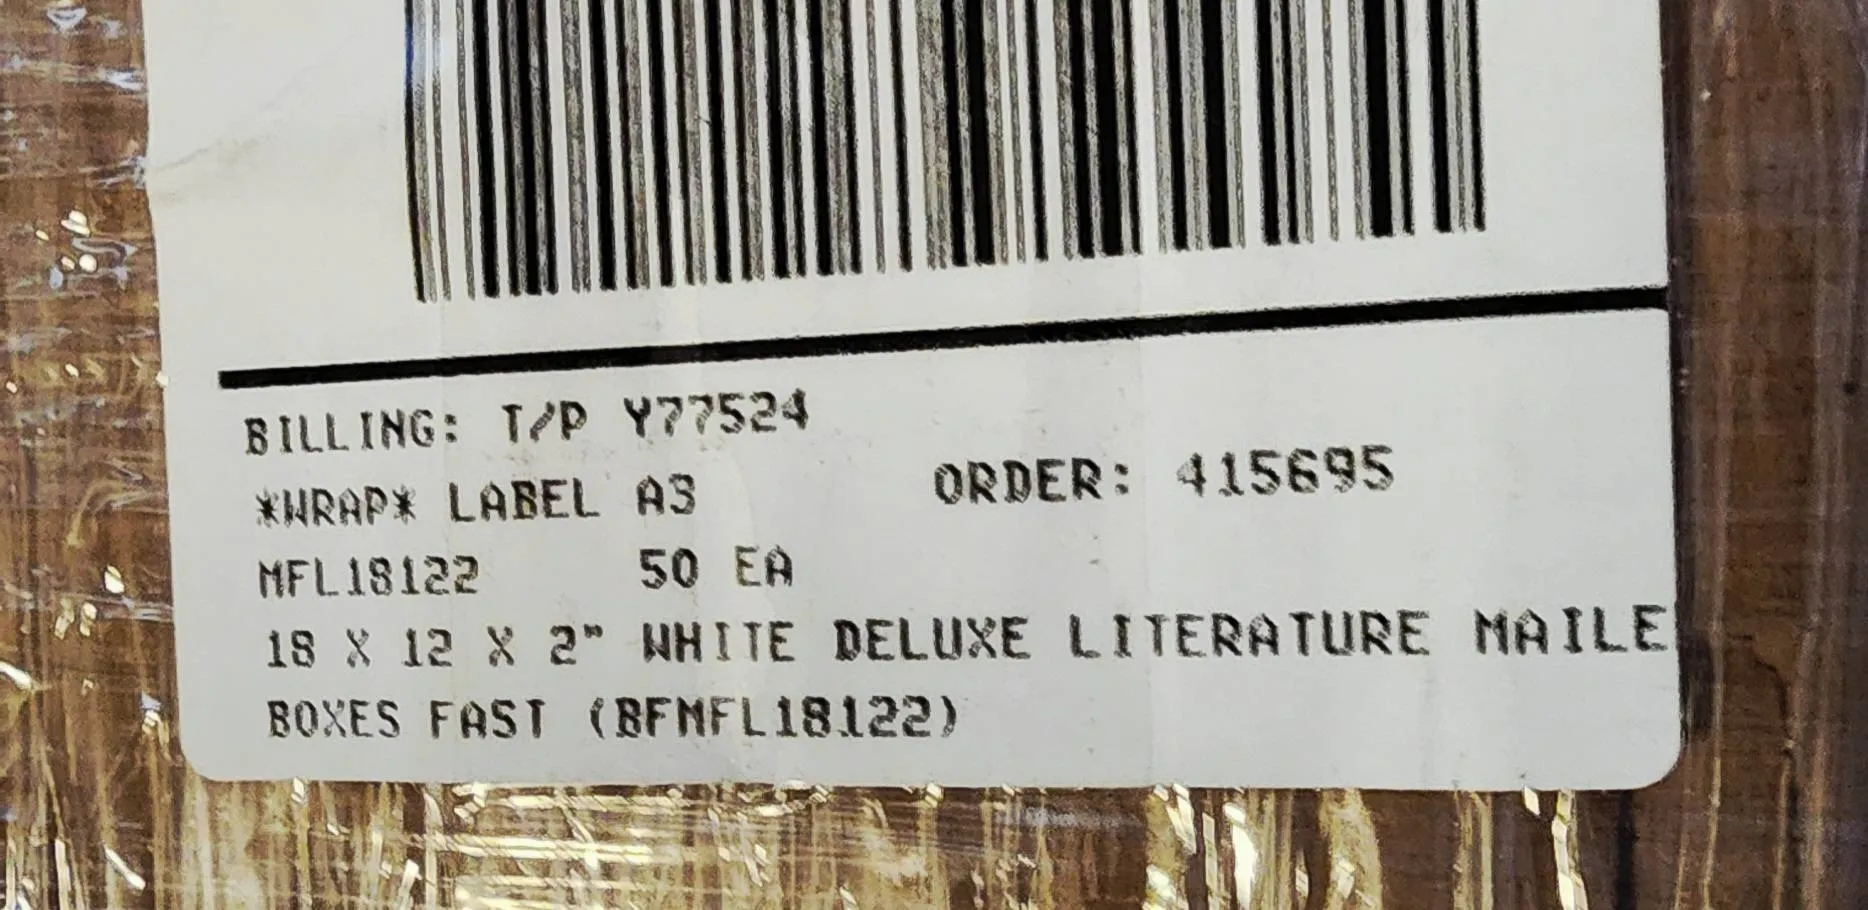 BILLING: T/P Y77524
*WRAP* LABEL A3 ORDER: 415695
MFL18122 50 EA
18 X 12 X 2" WHITE DELUXE LITERATURE MAILE
BOXES FAST (BFMFL18122)